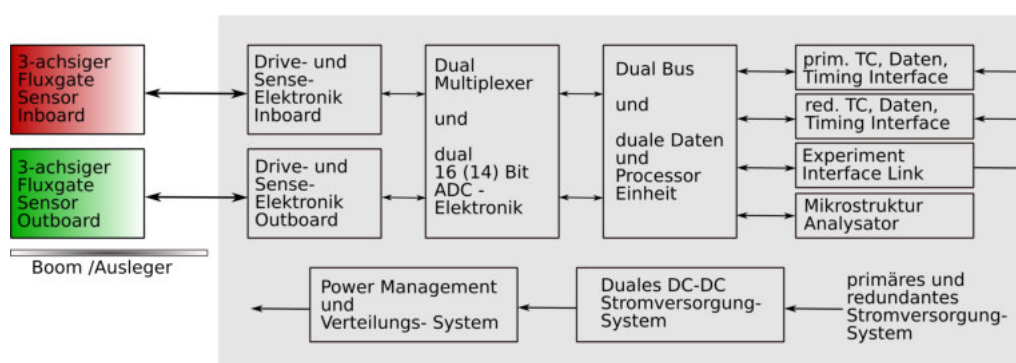 3-achsiger
Fluxgate
Sensor
Inboard
Drive- und
Sense-
Elektronik
Inboard
Dual
Multiplexer
und
dual
16 (14) Bit
ADC -
Elektronik
Dual Bus
und
duale Daten
und
Processor
Einheit
prim. TC, Daten,
Timing Interface
red. TC, Daten,
Timing Interface
Experiment
Interface Link
Mikrostruktur
Analysator
3-achsiger
Fluxgate
Sensor
Outboard
Drive- und
Sense-
Elektronik
Outboard
Boom /Ausleger
Power Management
und
Verteilungs- System
Duales DC-DC
Stromversorgung-
System
primäres und
redundantes
Stromversorgung-
System